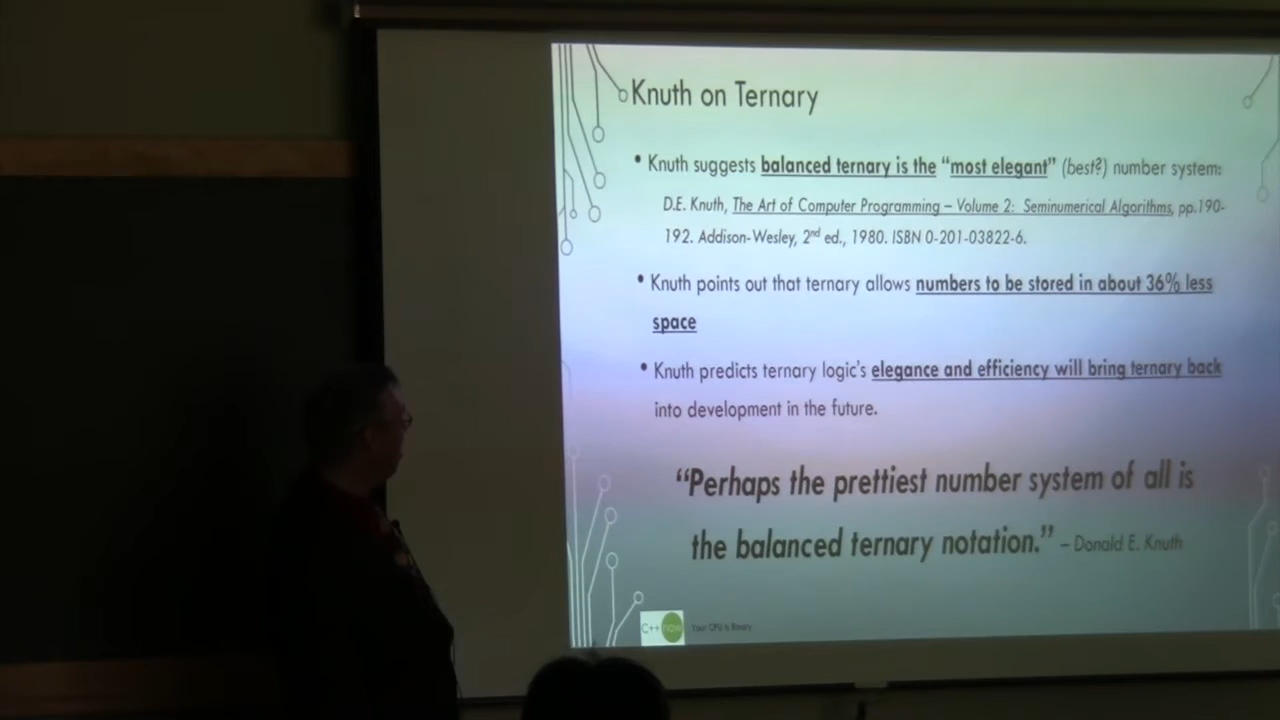 Knuth on Ternary
• Knuth suggests balanced ternary is the “most elegant” (best?) number system:
D.E. Knuth, The Art of Computer Programming – Volume 2: Seminumerical Algorithms, pp.190-
192. Addison-Wesley, 2nd ed., 1980. ISBN 0-201-03822-6.
• Knuth points out that ternary allows numbers to be stored in about 36% less
space
• Knuth predicts ternary logic’s elegance and efficiency will bring ternary back
into development in the future.
“Perhaps the prettiest number system of all is
the balanced ternary notation.” – Donald E. Knuth
C++ now Your CPU is Binary